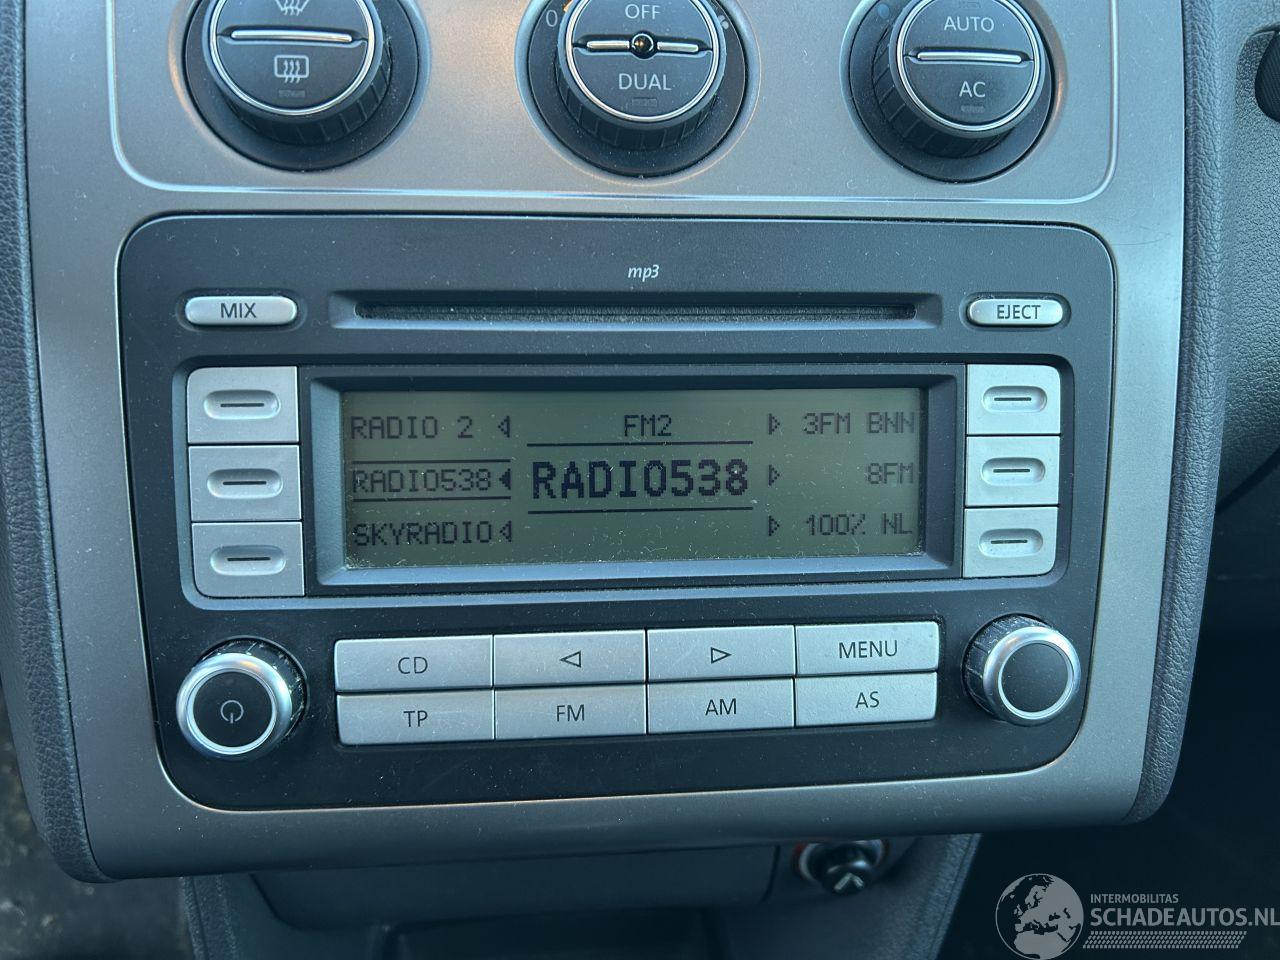 0 OFF
DUAL
AUTO
AC
mp3
MIX
EJECT
RADIO 2 FM2 3FM BNN
RADIO538 RADIO538 8FM
SKYRADIO 100% NL
CD MENU
TP FM AM AS
INTERMOBILITAS
SCHADEAUTOS.NL